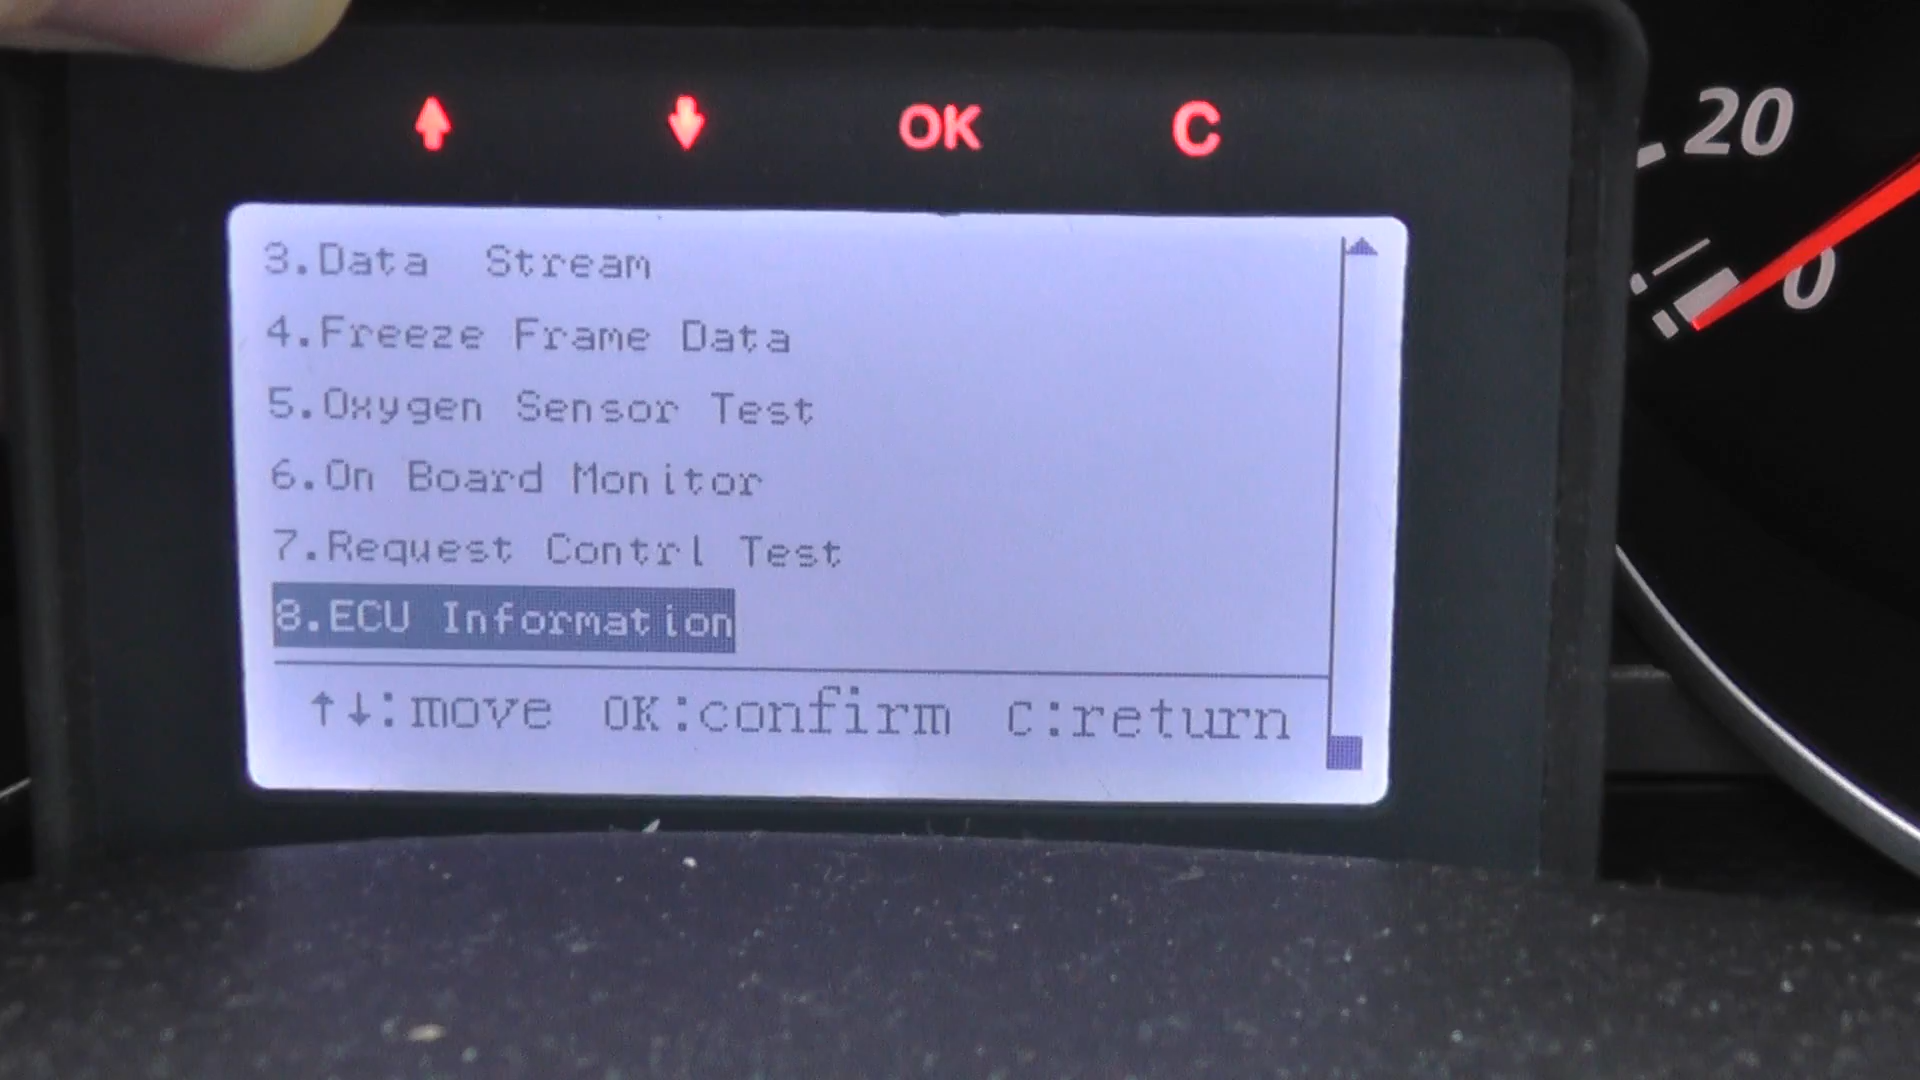 OK C
3.Data Stream
4.Freeze Frame Data
5.Oxygen Sensor Test
6.On Board Monitor
7.Request Contrl Test
8.ECU Information
↑↓:move OK:confirm C:return
20
0